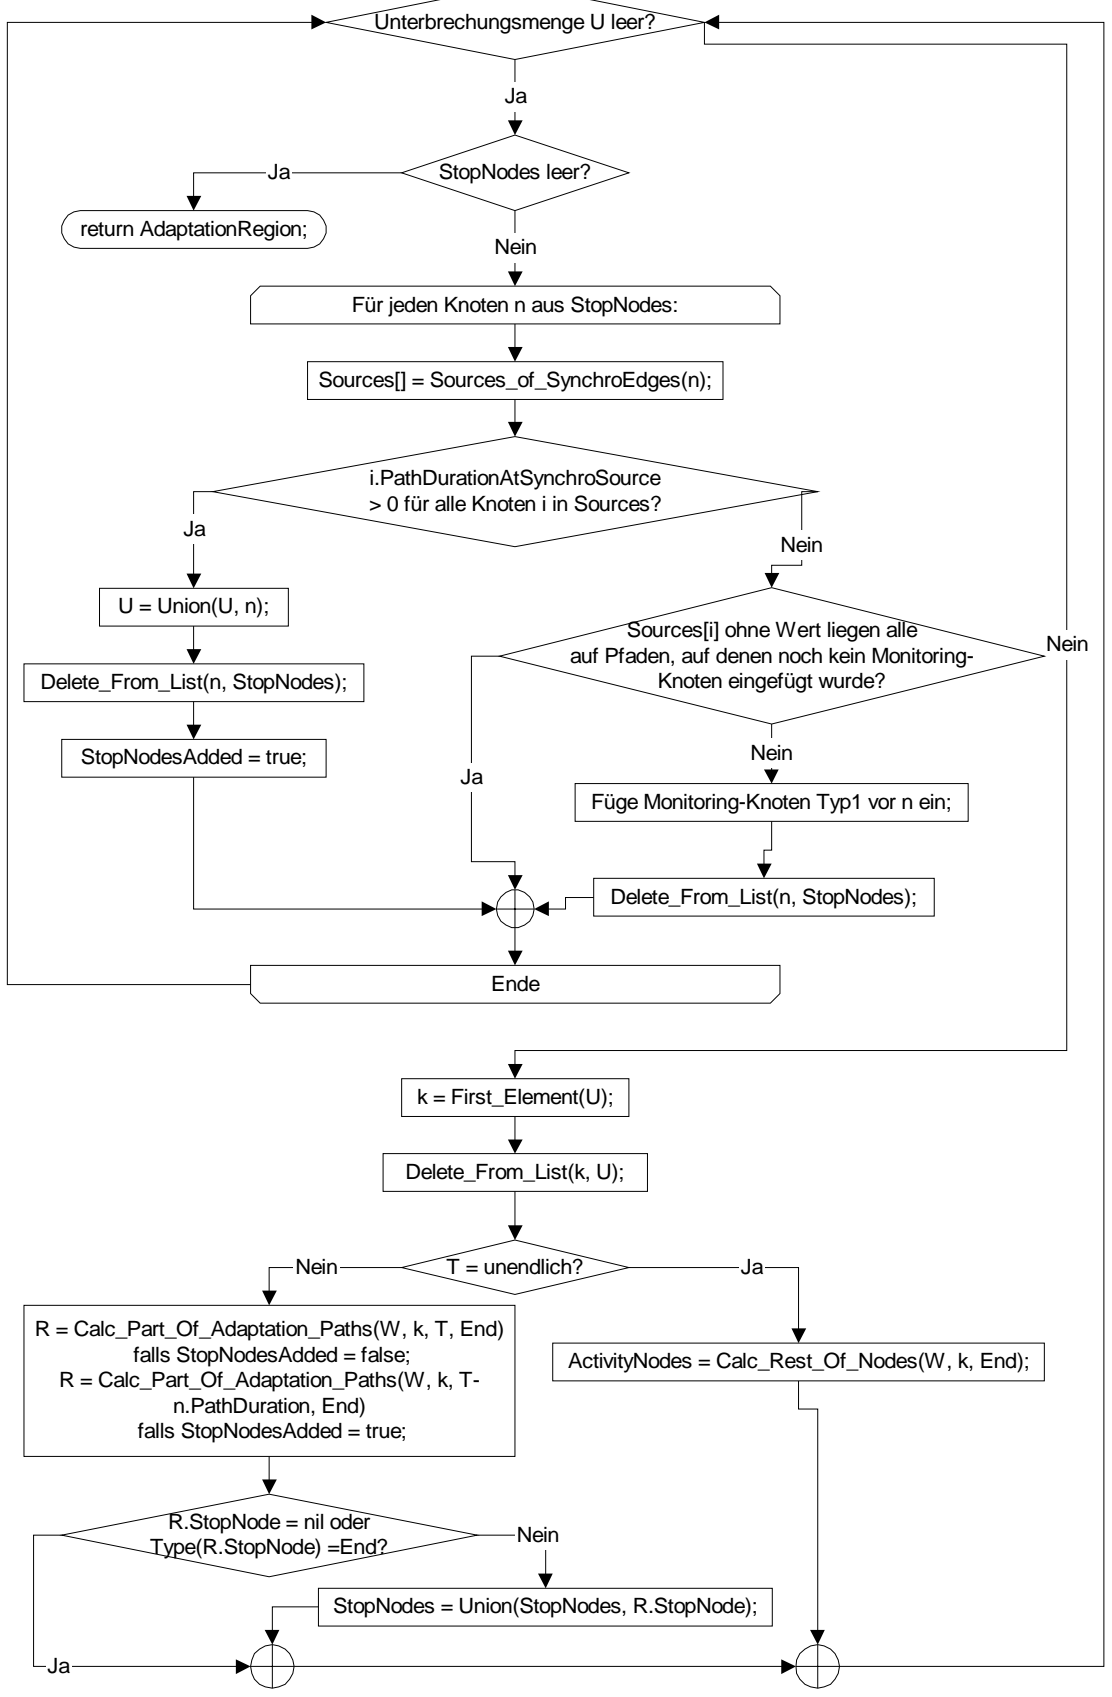 Unterbrechungsmenge U leer?
Ja
StopNodes leer?
Ja
return AdaptationRegion;
Nein
Für jeden Knoten n aus StopNodes:
Sources[] = Sources_of_SynchroEdges(n);
i.PathDurationAtSynchroSource
> 0 für alle Knoten i in Sources?
Ja
Nein
U = Union(U, n);
Delete_From_List(n, StopNodes);
StopNodesAdded = true;
Sources[i] ohne Wert liegen alle
auf Pfaden, auf denen noch kein Monitoring-
Knoten eingefügt wurde?
Nein
Nein
Ja
Füge Monitoring-Knoten Typ1 vor n ein;
Delete_From_List(n, StopNodes);
Ende
k = First_Element(U);
Delete_From_List(k, U);
T = unendlich?
Nein
Ja
R = Calc_Part_Of_Adaptation_Paths(W, k, T, End)
falls StopNodesAdded = false;
R = Calc_Part_Of_Adaptation_Paths(W, k, T-
n.PathDuration, End)
falls StopNodesAdded = true;
ActivityNodes = Calc_Rest_Of_Nodes(W, k, End);
R.StopNode = nil oder
Type(R.StopNode) =End?
Nein
StopNodes = Union(StopNodes, R.StopNode);
Ja